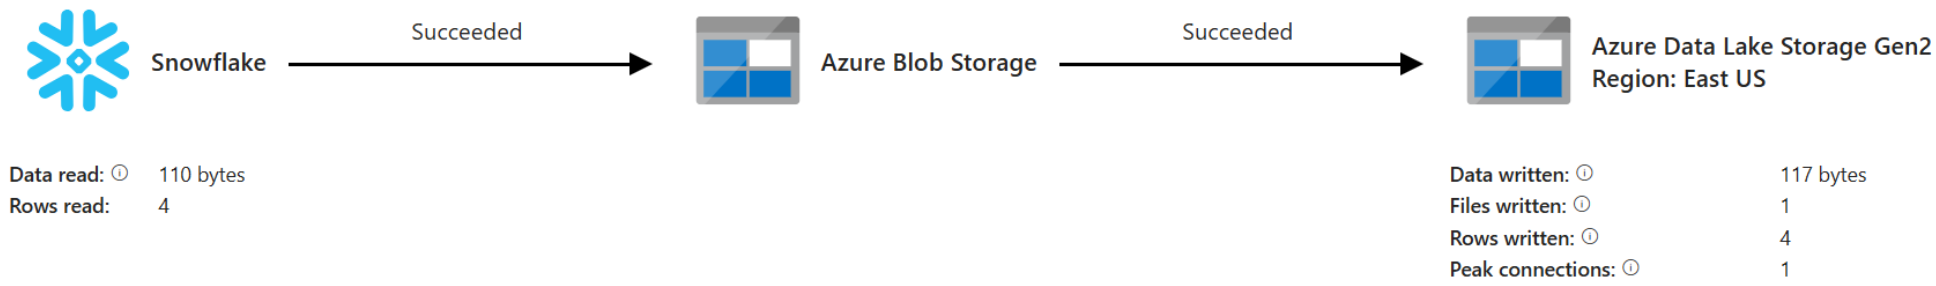 Snowflake
Succeeded
Azure Blob Storage
Succeeded
Azure Data Lake Storage Gen2
Region: East US
Data read: 110 bytes
Rows read: 4
Data written: 117 bytes
Files written: 1
Rows written: 4
Peak connections: 1